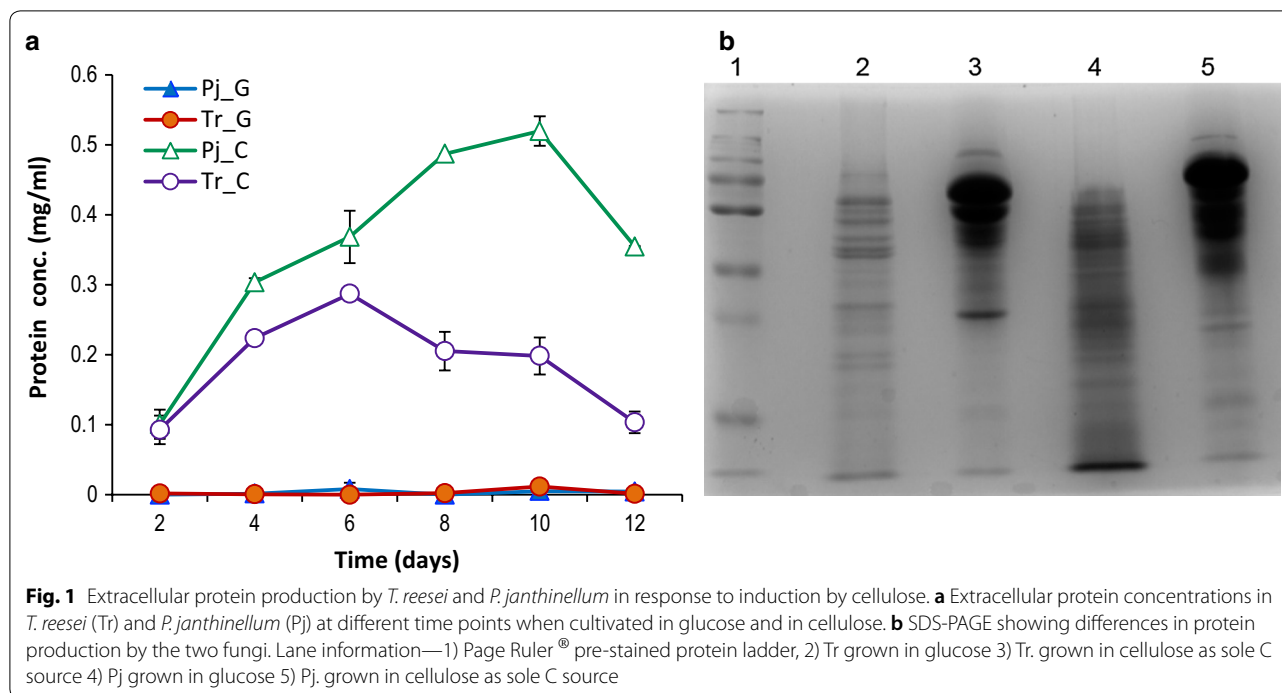 a
Protein conc. (mg/ml)
0.6
0.5
0.4
0.3
0.2
0.1
0
Pj_G
Tr_G
Pj_C
Tr_C
2 4 6 8 10 12
Time (days)
b
1 2 3 4 5
Fig. 1 Extracellular protein production by T. reesei and P. janthinellum in response to induction by cellulose. a Extracellular protein concentrations in
T. reesei (Tr) and P. janthinellum (Pj) at different time points when cultivated in glucose and in cellulose. b SDS-PAGE showing differences in protein
production by the two fungi. Lane information—1) Page Ruler ® pre-stained protein ladder, 2) Tr grown in glucose 3) Tr. grown in cellulose as sole C
source 4) Pj grown in glucose 5) Pj. grown in cellulose as sole C source